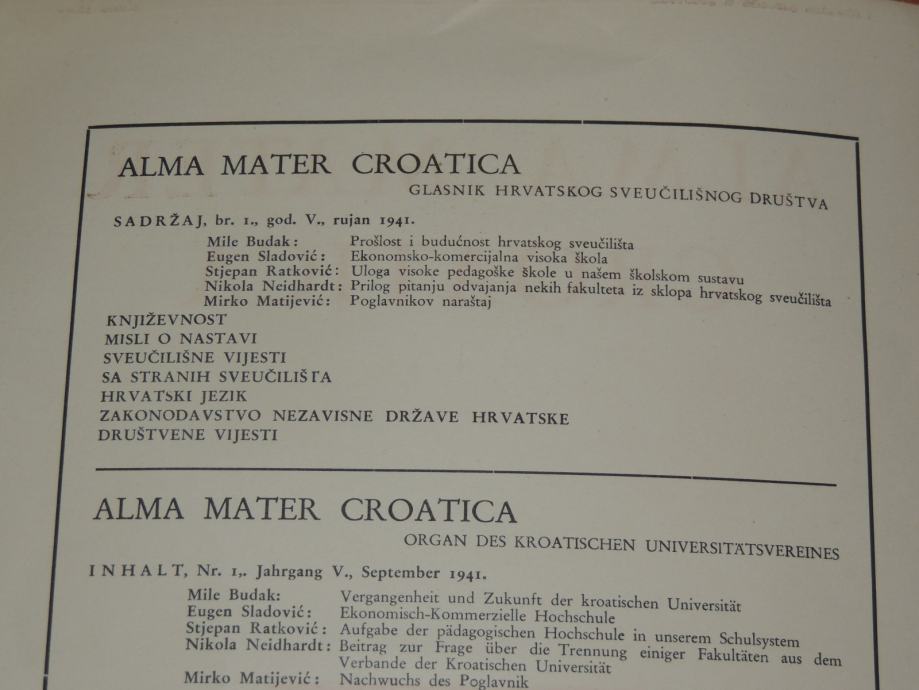 ALMA MATER CROATICA
GLASNIK HRVATSKOG SVEUČILIŠNOG DRUŠTVA
SADRŽAJ, br. 1., god. V., rujan 1941.
Mile Budak: Prošlost i budućnost hrvatskog sveučilišta
Eugen Sladović: Ekonomsko-komercijalna visoka škola
Stjepan Ratković: Uloga visoke pedagoške škole u našem školskom sustavu
Nikola Neidhardt: Prilog pitanju odvajanja nekih fakulteta iz sklopa hrvatskog sveučilišta
Mirko Matijević: Poglavnikov naraštaj
KNJIŽEVNOST
MISLI O NASTAVI
SVEUČILIŠNE VIJESTI
SA STRANIH SVEUČILIŠTA
HRVATSKI JEZIK
ZAKONODAVSTVO NEZAVISNE DRŽAVE HRVATSKE
DRUŠTVENE VIJESTI
ALMA MATER CROATICA
ORGAN DES KROATISCHEN UNIVERSITÄTSVEREINES
INHALT, Nr. 1,. Jahrgang V., September 1941.
Mile Budak: Vergangenheit und Zukunft der kroatischen Universität
Eugen Sladović: Ekonomisch-Kommerzielle Hochschule
Stjepan Ratković: Aufgabe der pädagogischen Hochschule in unserem Schulsystem
Nikola Neidhardt: Beitrag zur Frage über die Trennung einiger Fakultäten aus dem
Verbande der Kroatischen Universität
Mirko Matijević: Nachwuchs des Poglavnik